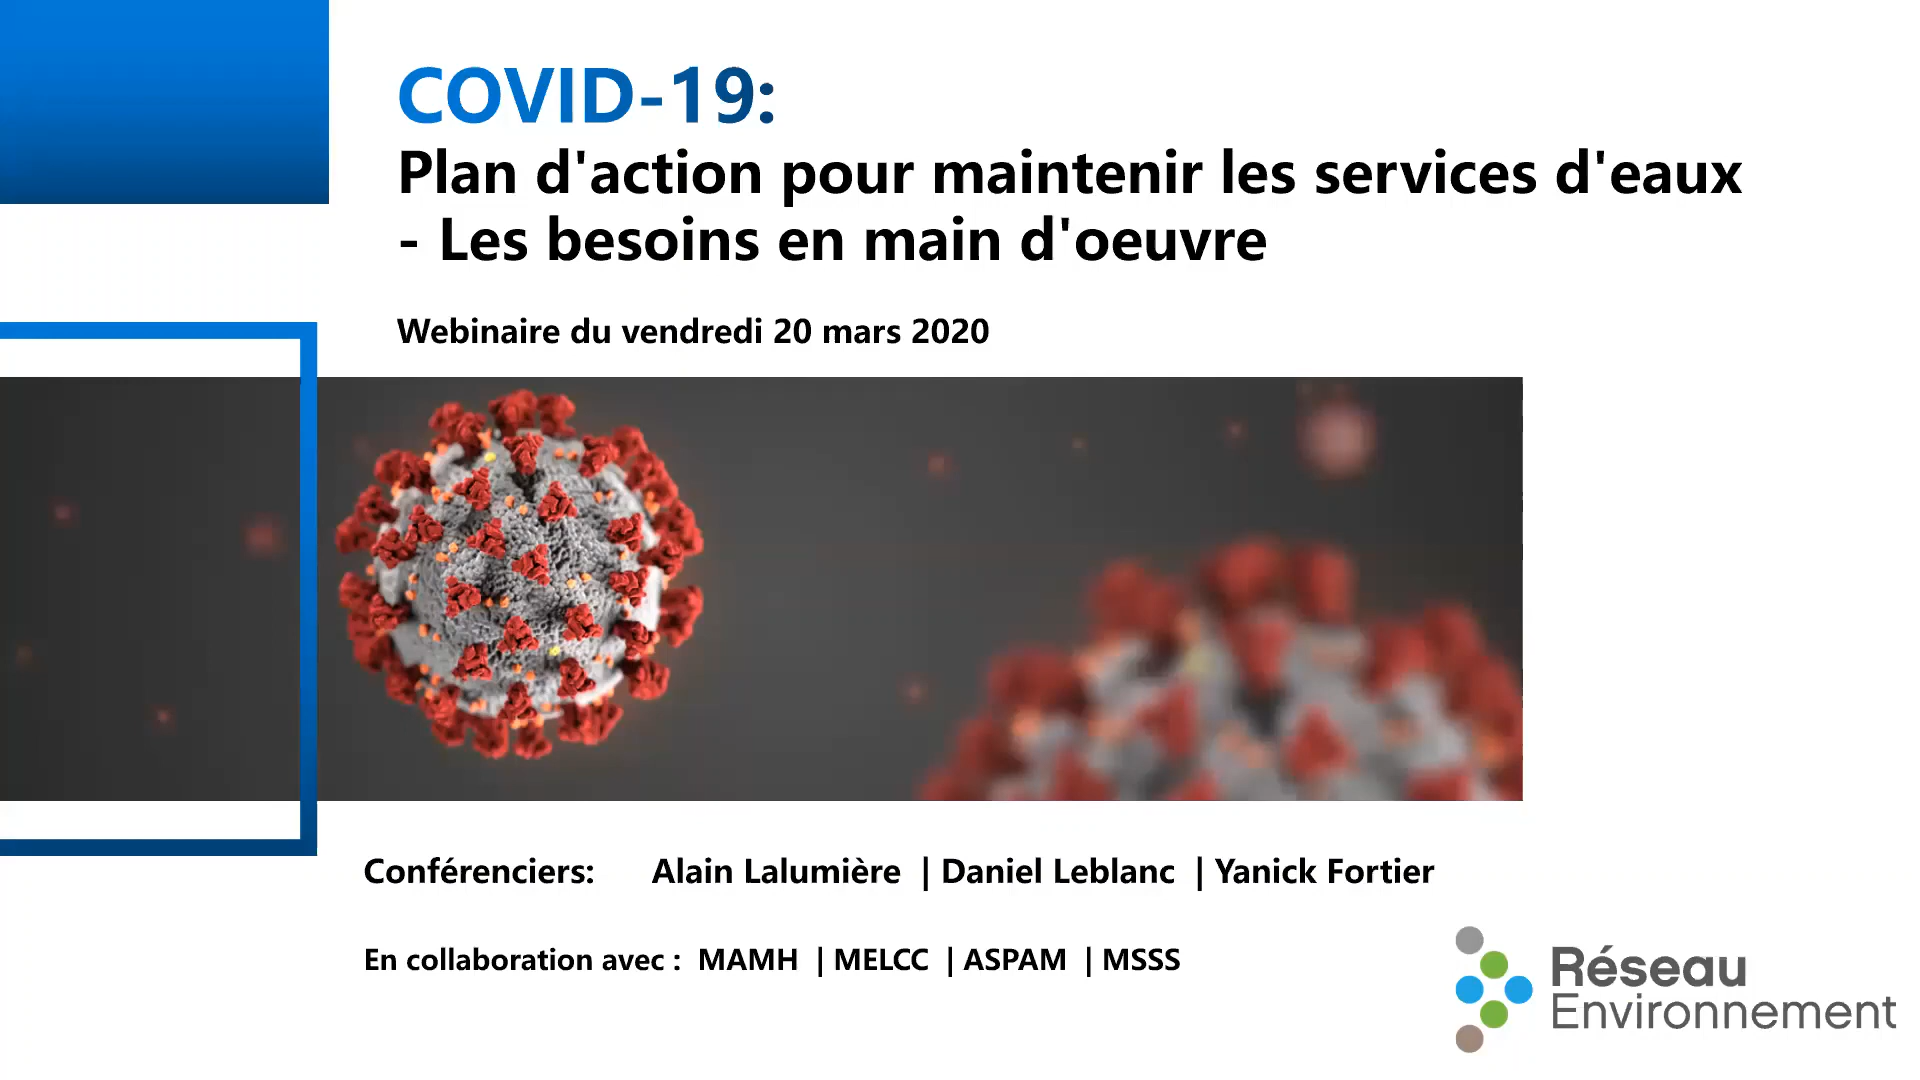 COVID-19:
Plan d'action pour maintenir les services d'eaux
- Les besoins en main d'oeuvre
Webinaire du vendredi 20 mars 2020
Conférenciers: Alain Lalumière | Daniel Leblanc | Yanick Fortier
En collaboration avec : MAMH | MELCC | ASPAM | MSSS
Réseau
Environnement